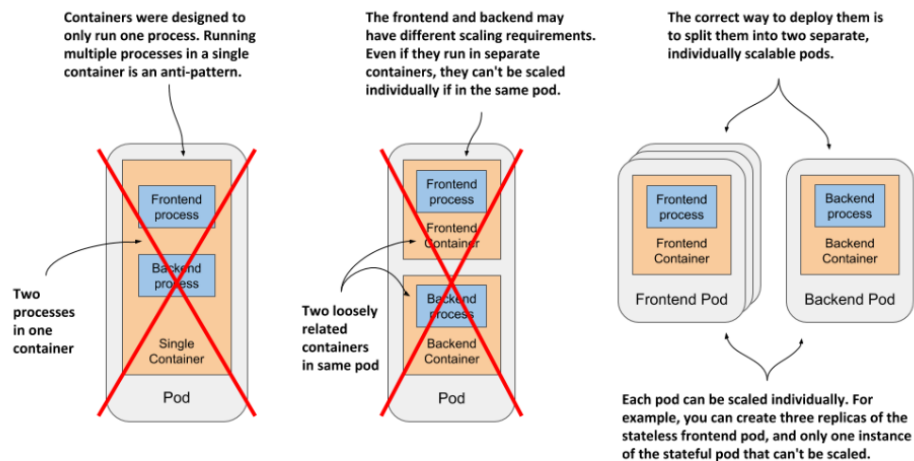 Containers were designed to
only run one process. Running
multiple processes in a single
container is an anti-pattern.
The frontend and backend may
have different scaling requirements.
Even if they run in separate
containers, they can't be scaled
individually if in the same pod.
The correct way to deploy them is
to split them into two separate,
individually scalable pods.
Frontend
process
Backend
process
Single
Container
Pod
Two
processes
in one
container
Frontend
process
Frontend
Container
Backend
process
Backend
Container
Pod
Two loosely
related
containers
in same pod
Frontend
process
Frontend
Container
Frontend Pod
Backend
process
Backend
Container
Backend Pod
Each pod can be scaled individually. For
example, you can create three replicas of the
stateless frontend pod, and only one instance
of the stateful pod that can't be scaled.